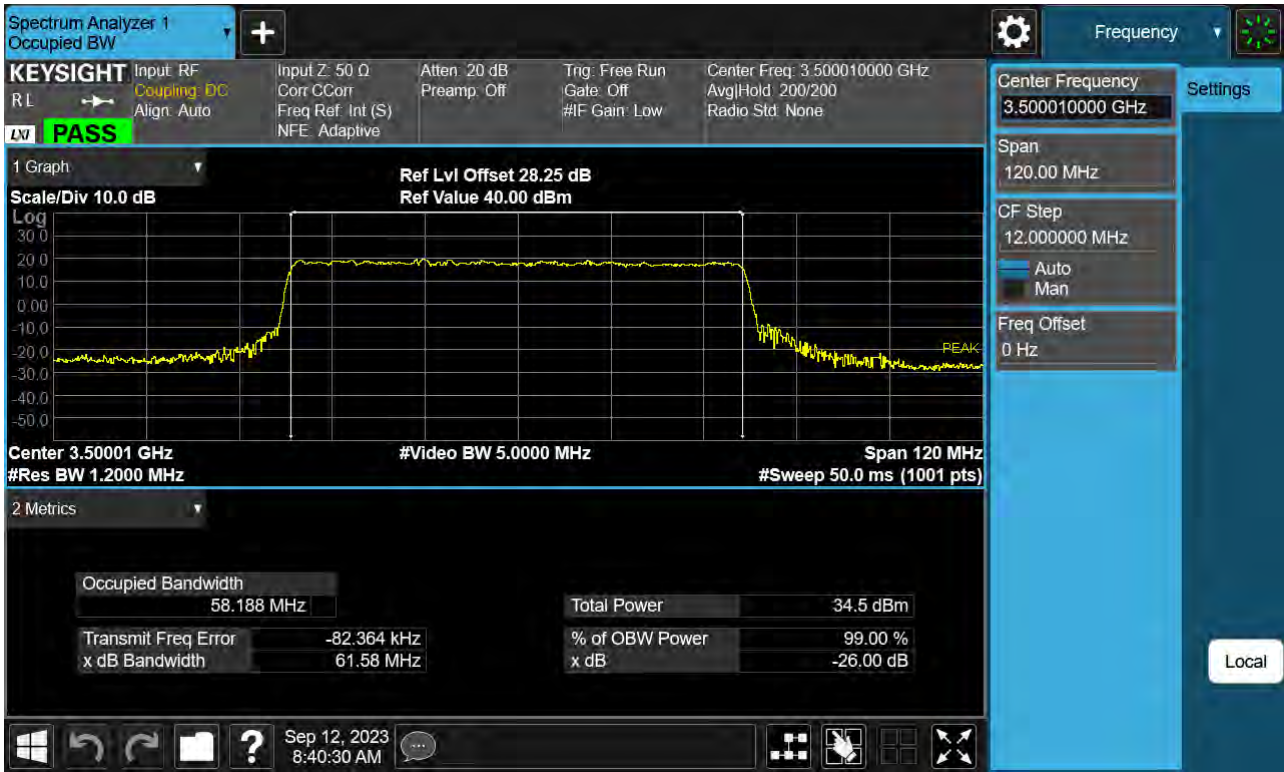 Spectrum Analyzer 1
Occupied BW
+
Frequency
KEYSIGHT
R L
LXI PASS
Input: RF
Coupling: DC
Align: Auto
Input Z: 50 Ω
Corr CCorr
Freq Ref: Int (S)
NFE: Adaptive
Atten: 20 dB
Preamp: Off
Trig: Free Run
Gate: Off
#IF Gain: Low
Center Freq: 3.500010000 GHz
Avg|Hold: 200/200
Radio Std: None
Center Frequency
3.500010000 GHz
Settings
Span
120.00 MHz
CF Step
12.000000 MHz
Auto
Man
Freq Offset
0 Hz
1 Graph
Scale/Div 10.0 dB
Ref Lvl Offset 28.25 dB
Ref Value 40.00 dBm
Log
30.0
20.0
10.0
0.00
-10.0
-20.0
-30.0
-40.0
-50.0
PEAK
Center 3.50001 GHz
#Video BW 5.0000 MHz
Span 120 MHz
#Res BW 1.2000 MHz
#Sweep 50.0 ms (1001 pts)
2 Metrics
Occupied Bandwidth
58.188 MHz
Total Power 34.5 dBm
Transmit Freq Error -82.364 kHz
% of OBW Power 99.00 %
x dB Bandwidth 61.58 MHz
x dB -26.00 dB
Local
?
Sep 12, 2023
8:40:30 AM